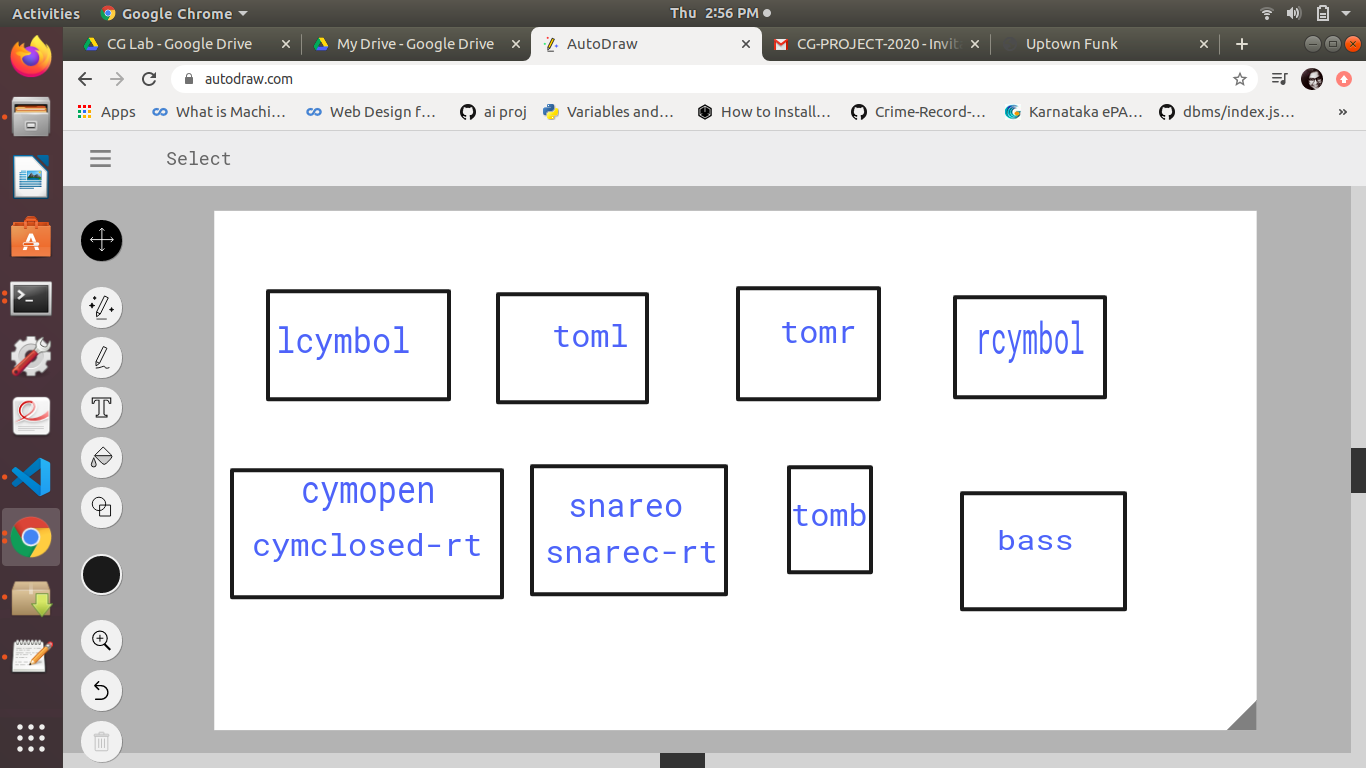 Activities Google Chrome Thu 2:56 PM
CG Lab - Google Drive My Drive - Google Drive AutoDraw CG-PROJECT-2020 - Invit Uptown Funk
autodraw.com
Apps What is Machi… Web Design f… ai proj Variables and… How to Install… Crime-Record-… Karnataka ePA… dbms/index.js… »
Select
lcymbol toml tomr rcymbol
cymopen snareo tomb bass
cymclosed-rt snarec-rt